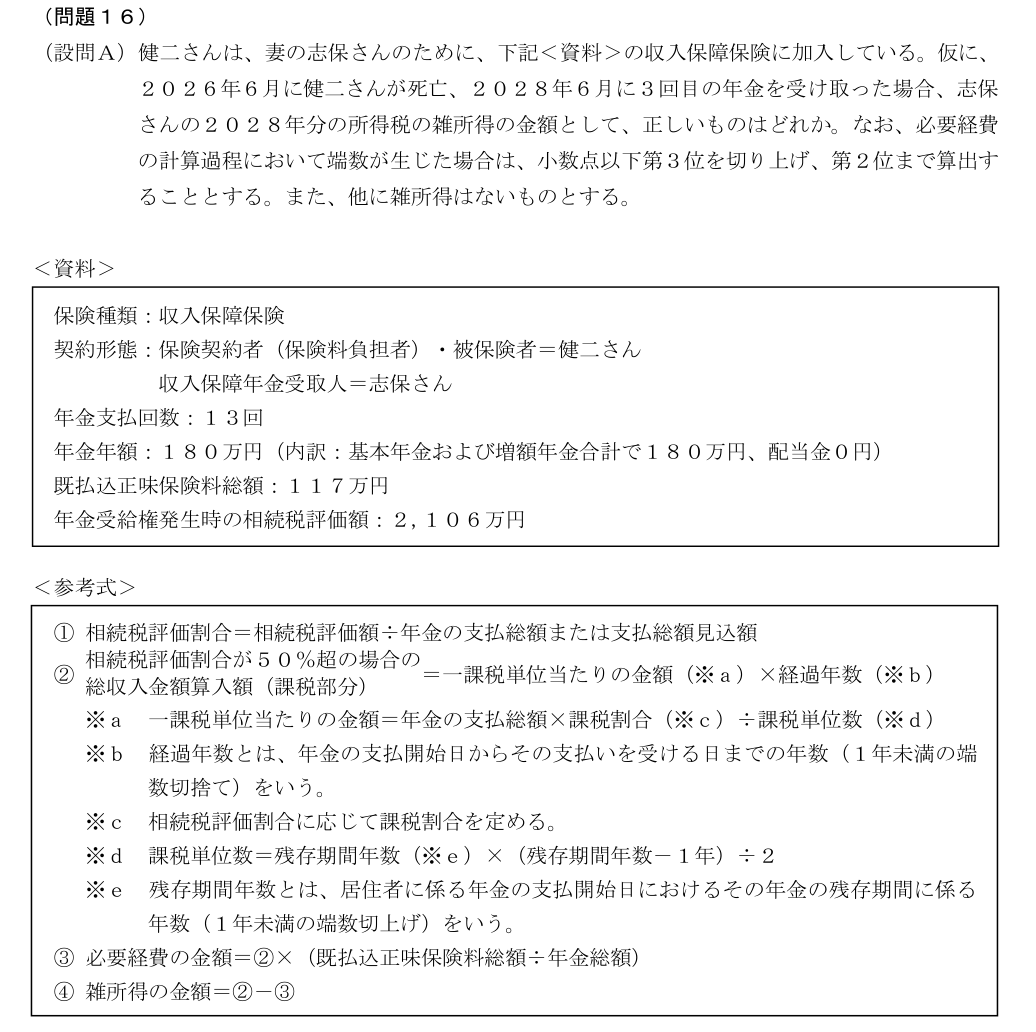 （問題１６）
（設問Ａ）健二さんは、妻の志保さんのために、下記＜資料＞の収入保障保険に加入している。仮に、
２０２６年６月に健二さんが死亡、２０２８年６月に３回目の年金を受け取った場合、志保
さんの２０２８年分の所得税の雑所得の金額として、正しいものはどれか。なお、必要経費
の計算過程において端数が生じた場合は、小数点以下第３位を切り上げ、第２位まで算出す
ることとする。また、他に雑所得はないものとする。
＜資料＞
保険種類：収入保障保険
契約形態：保険契約者（保険料負担者）・被保険者＝健二さん
収入保障年金受取人＝志保さん
年金支払回数：１３回
年金年額：１８０万円（内訳：基本年金および増額年金合計で１８０万円、配当金０円）
既払込正味保険料総額：１１７万円
年金受給権発生時の相続税評価額：２，１０６万円
＜参考式＞
① 相続税評価割合＝相続税評価額÷年金の支払総額または支払総額見込額
② 相続税評価割合が５０％超の場合の
総収入金額算入額（課税部分）＝一課税単位当たりの金額（※ａ）×経過年数（※ｂ）
※ａ 一課税単位当たりの金額＝年金の支払総額×課税割合（※ｃ）÷課税単位数（※ｄ）
※ｂ 経過年数とは、年金の支払開始日からその支払いを受ける日までの年数（１年未満の端
数切捨て）をいう。
※ｃ 相続税評価割合に応じて課税割合を定める。
※ｄ 課税単位数＝残存期間年数（※ｅ）×（残存期間年数－１年）÷２
※ｅ 残存期間年数とは、居住者に係る年金の支払開始日におけるその年金の残存期間に係る
年数（１年未満の端数切上げ）をいう。
③ 必要経費の金額＝②×（既払込正味保険料総額÷年金総額）
④ 雑所得の金額＝②－③